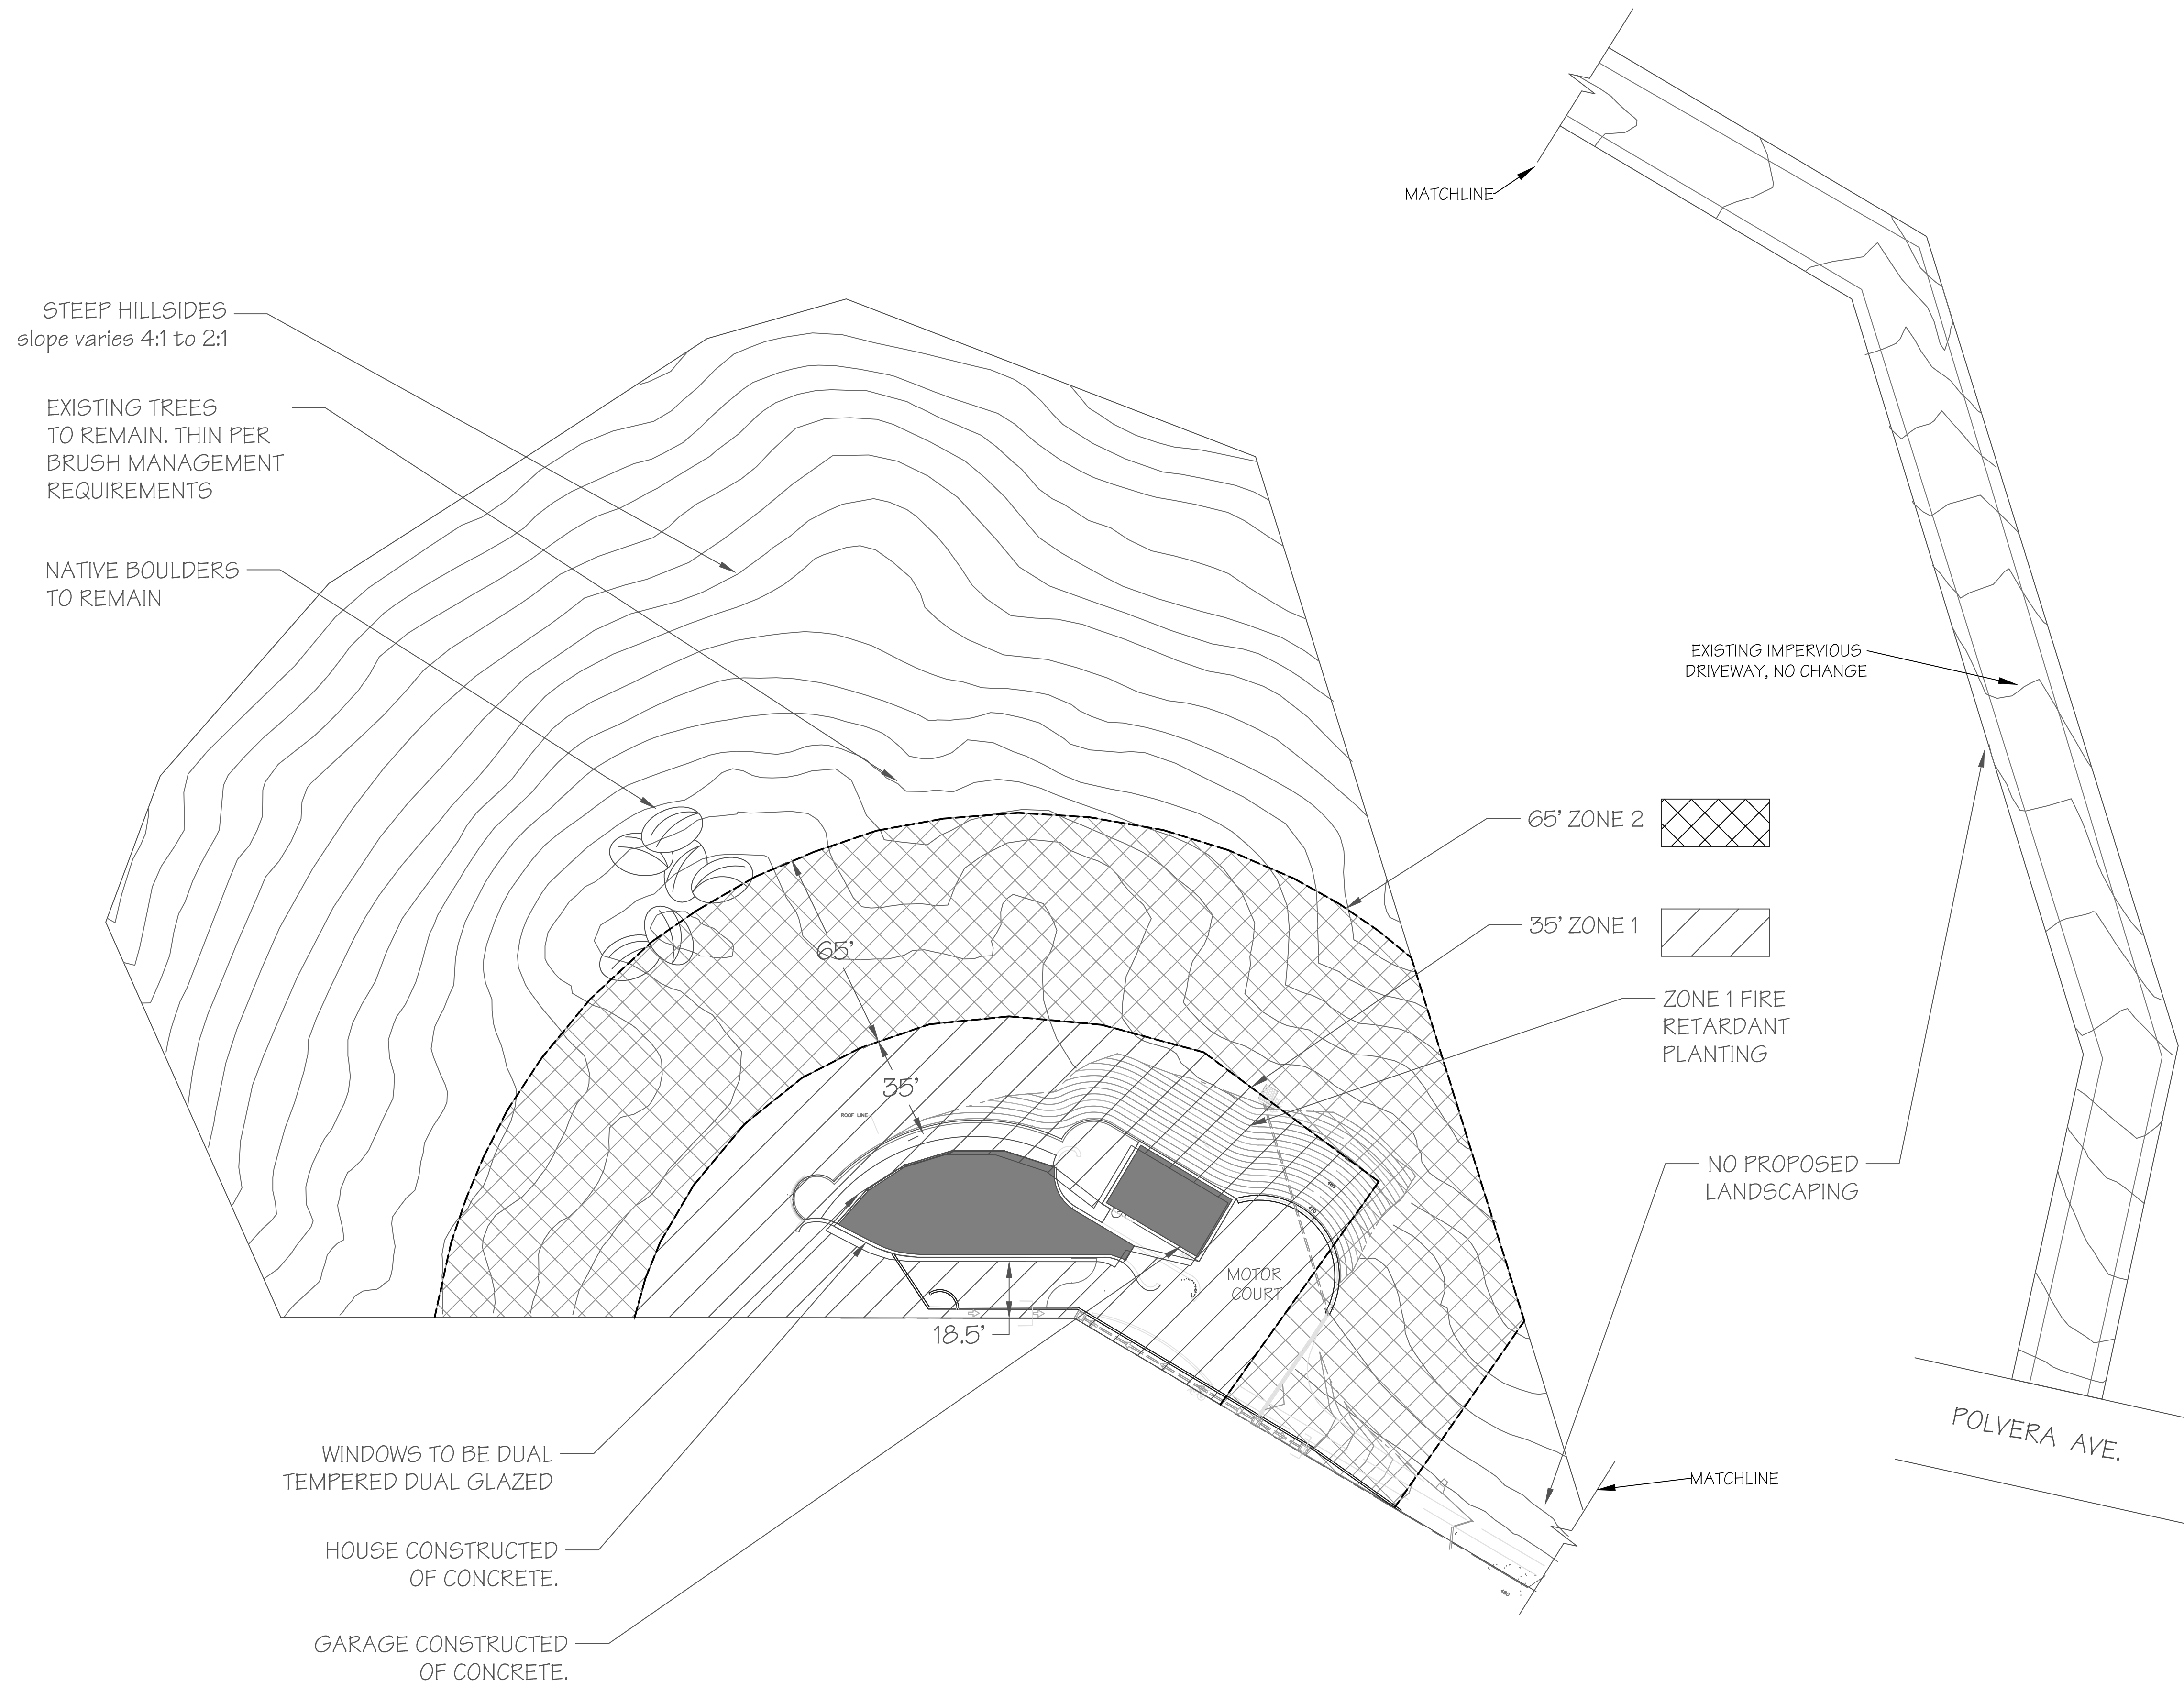 MATCHLINE
STEEP HILLSIDES
slope varies 4:1 to 2:1
EXISTING TREES
TO REMAIN. THIN PER
BRUSH MANAGEMENT
REQUIREMENTS
NATIVE BOULDERS
TO REMAIN
EXISTING IMPERVIOUS
DRIVEWAY, NO CHANGE
65' ZONE 2
35' ZONE 1
65'
ZONE 1 FIRE
RETARDANT
PLANTING
35'
ROOF LINE
NO PROPOSED
LANDSCAPING
MOTOR
COURT
18.5'
POLVERA AVE.
WINDOWS TO BE DUAL
TEMPERED DUAL GLAZED
MATCHLINE
HOUSE CONSTRUCTED
OF CONCRETE.
480
GARAGE CONSTRUCTED
OF CONCRETE.